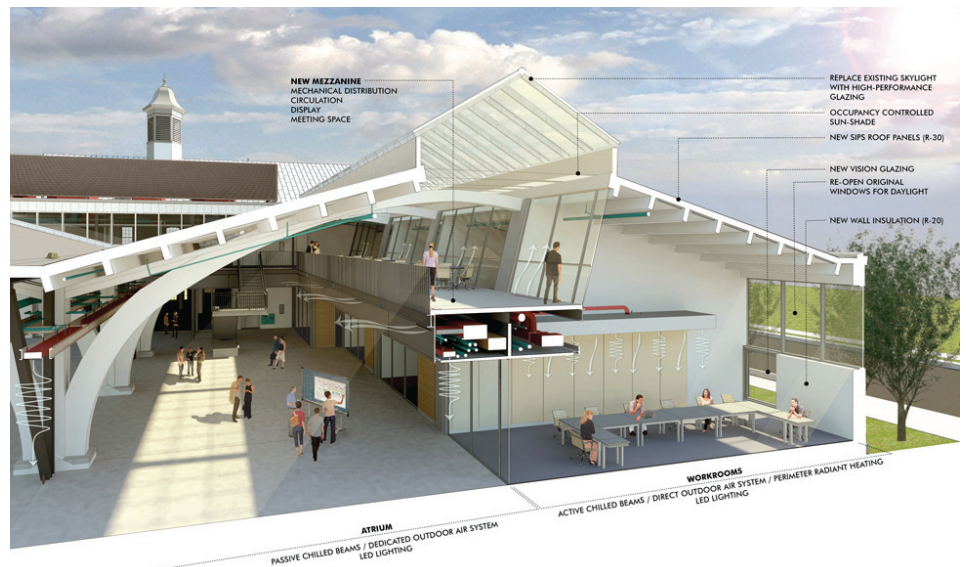 NEW MEZZANINE
MECHANICAL DISTRIBUTION
CIRCULATION
DISPLAY
MEETING SPACE
REPLACE EXISTING SKYLIGHT
WITH HIGH-PERFORMANCE
GLAZING
OCCUPANCY CONTROLLED
SUN-SHADE
NEW SIPS ROOF PANELS (R-30)
NEW VISION GLAZING
RE-OPEN ORIGINAL
WINDOWS FOR DAYLIGHT
NEW WALL INSULATION (R-20)
WORKROOMS
ACTIVE CHILLED BEAMS / DIRECT OUTDOOR AIR SYSTEM / PERIMETER RADIANT HEATING
LED LIGHTING
ATRIUM
PASSIVE CHILLED BEAMS / DEDICATED OUTDOOR AIR SYSTEM
LED LIGHTING